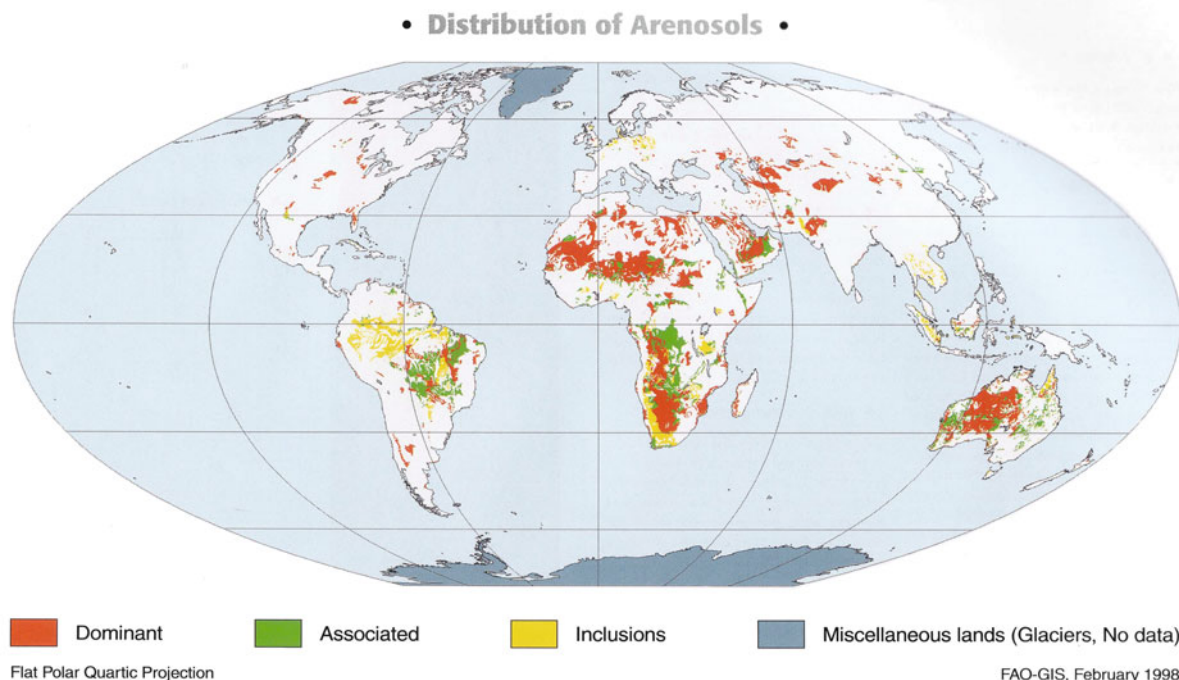 • Distribution of Arenosols •
Dominant
Associated
Inclusions
Miscellaneous lands (Glaciers, No data)
Flat Polar Quartic Projection
FAO-GIS, February 1998